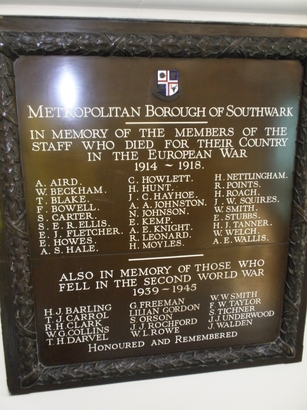 METROPOLITAN BOROUGH OF SOUTHWARK
IN MEMORY OF THE MEMBERS OF THE
STAFF WHO DIED FOR THEIR COUNTRY
IN THE EUROPEAN WAR
1914 - 1918.
A. AIRD.
W. BECKHAM.
T. BLAKE.
F. BOWELL.
S. CARTER.
S. E. R. ELLIS.
E. J. FLETCHER.
E. HOWES.
A. S. HALE.
C. HOWLETT.
H. HUNT.
J. C. HAYHOE.
A. A. JOHNSTON.
N. JOHNSON.
E. KEMP.
A. E. KNIGHT.
R. LEONARD.
H. MOYLES.
H. NETTLINGHAM.
R. POINTS.
H. ROACH.
J. W. SQUIRES.
W. SMITH.
E. STUBBS.
H. J. TANNER.
W. WELCH.
A. E. WALLIS.
ALSO IN MEMORY OF THOSE WHO
FELL IN THE SECOND WORLD WAR
1939-1945
H. J. BARLING
T. J. CARROL
R. H. CLARK
W. G. COLLINS
T. H. DARVEL
G. FREEMAN
LILIAN GORDON
S. ORSON
J. J. ROCHFORD
W. L. ROWE
W. W. SMITH
F. W. TAYLOR
S. TICHNER
J. J. UNDERWOOD
J. WALDEN
HONOURED AND REMEMBERED